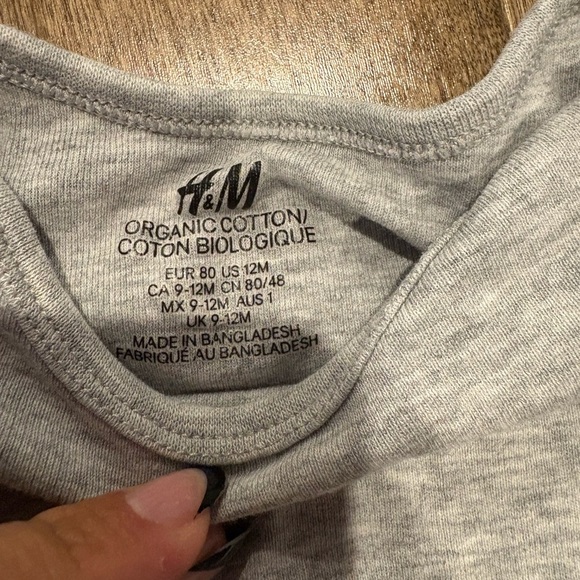 H&M
ORGANIC COTTON/
COTON BIOLOGIQUE
EUR 80 US 12M
CA 9-12M CN 80/48
MX 9-12M AUS 1
UK 9-12M
MADE IN BANGLADESH
FABRIQUÉ AU BANGLADESH